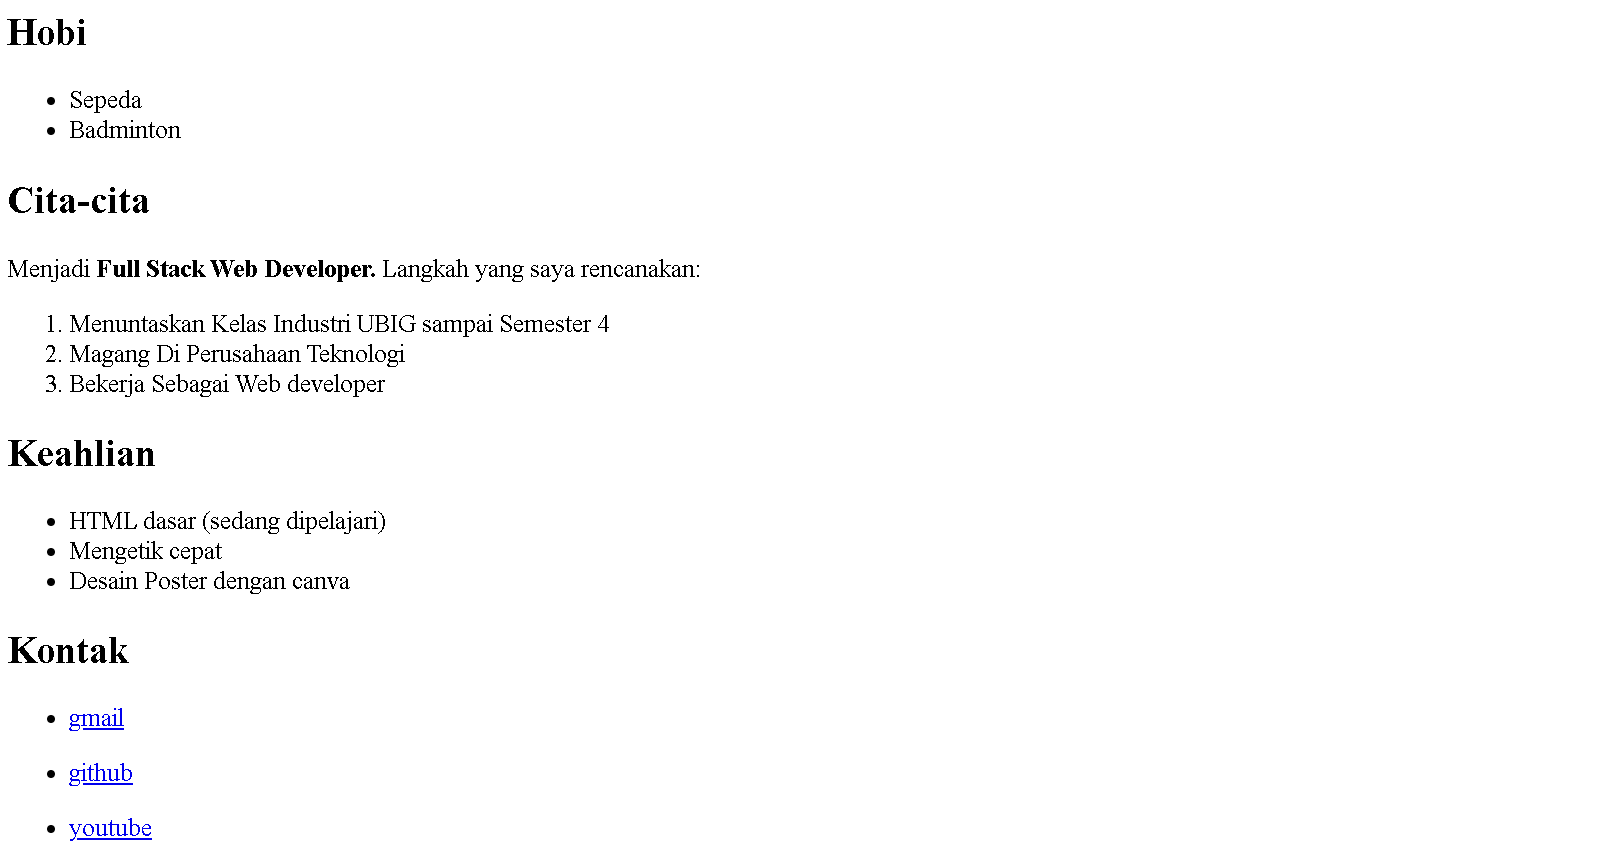 Hobi
• Sepeda
• Badminton
Cita-cita
Menjadi Full Stack Web Developer. Langkah yang saya rencanakan:
1. Menuntaskan Kelas Industri UBIG sampai Semester 4
2. Magang Di Perusahaan Teknologi
3. Bekerja Sebagai Web developer
Keahlian
• HTML dasar (sedang dipelajari)
• Mengetik cepat
• Desain Poster dengan canva
Kontak
• gmail
• github
• youtube